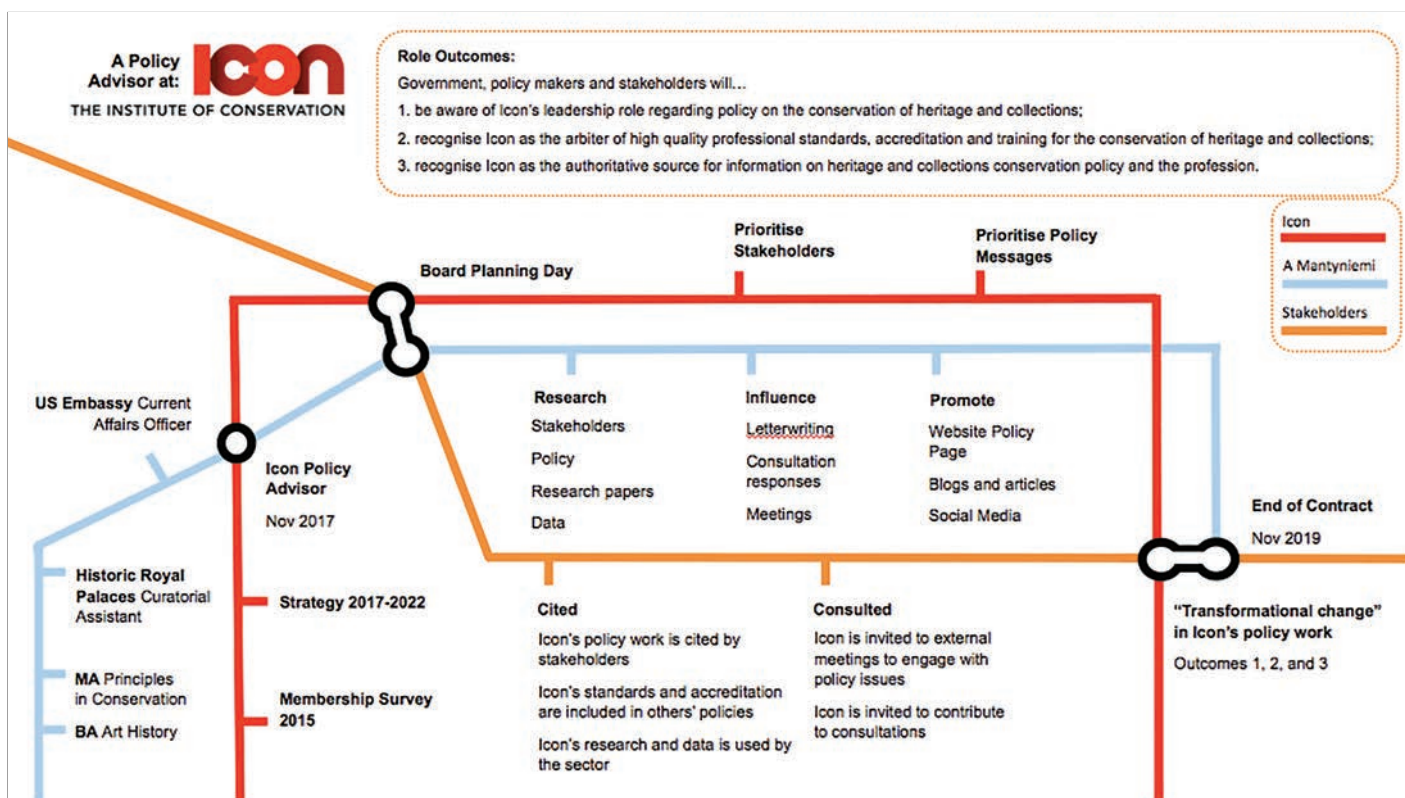 A Policy
Advisor at:
Icon
THE INSTITUTE OF CONSERVATION
Role Outcomes:
Government, policy makers and stakeholders will…
1. be aware of Icon's leadership role regarding policy on the conservation of heritage and collections;
2. recognise Icon as the arbiter of high quality professional standards, accreditation and training for the conservation of heritage and collections;
3. recognise Icon as the authoritative source for information on heritage and collections conservation policy and the profession.
Icon
A Mantyniemi
Stakeholders
Board Planning Day
Prioritise
Stakeholders
Prioritise Policy
Messages
US Embassy Current
Affairs Officer
Icon Policy
Advisor
Nov 2017
Research
Stakeholders
Policy
Research papers
Data
Influence
Letterwriting
Consultation
responses
Meetings
Promote
Website Policy
Page
Blogs and articles
Social Media
End of Contract
Nov 2019
Historic Royal
Palaces Curatorial
Assistant
MA Principles
in Conservation
BA Art History
Strategy 2017-2022
Membership Survey
2015
Cited
Icon's policy work is cited by
stakeholders
Icon's standards and accreditation
are included in others' policies
Icon's research and data is used by
the sector
Consulted
Icon is invited to external
meetings to engage with
policy issues
Icon is invited to contribute
to consultations
"Transformational change"
in Icon's policy work
Outcomes 1, 2, and 3